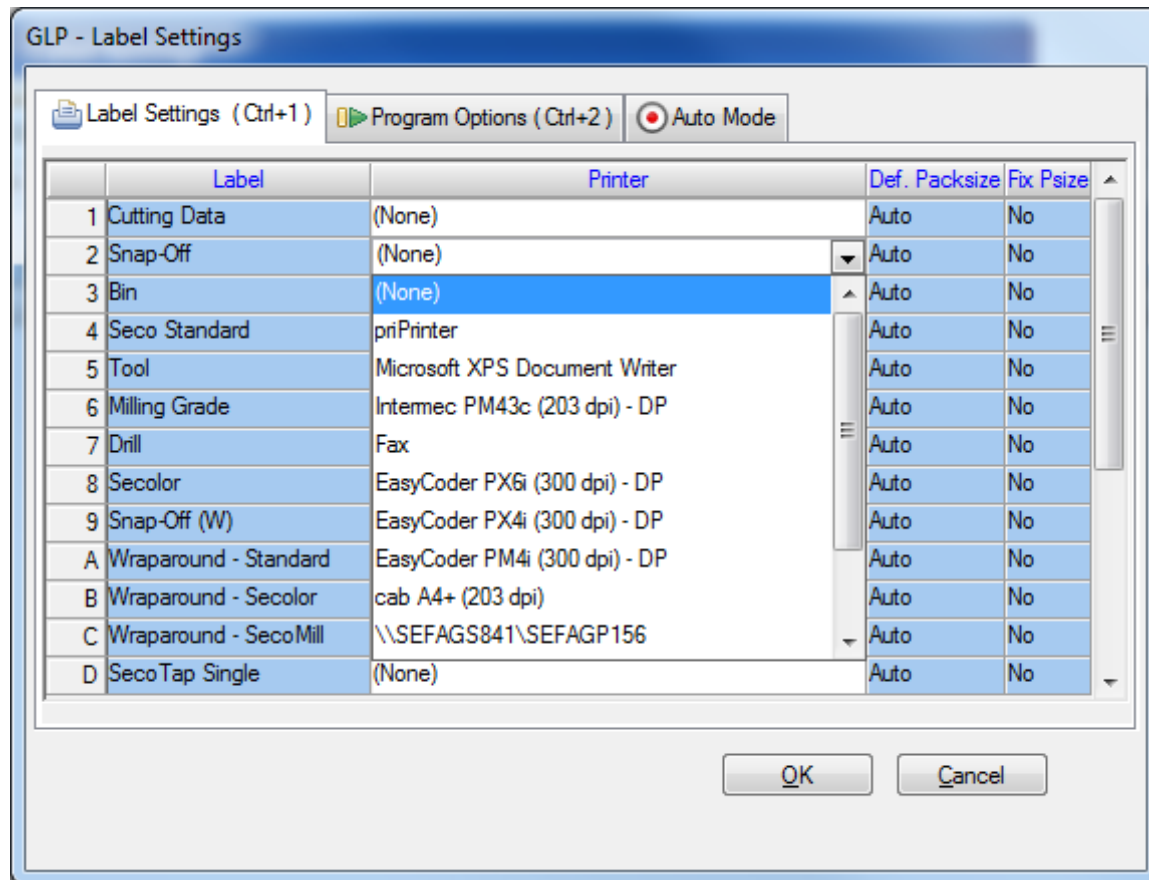 GLP - Label Settings
Label Settings (Ctrl+1) Program Options (Ctrl+2) Auto Mode
Label Printer Def. Packsize Fix Psize
1 Cutting Data (None) Auto No
2 Snap-Off (None) Auto No
3 Bin (None) Auto No
4 Seco Standard priPrinter Auto No
5 Tool Microsoft XPS Document Writer Auto No
6 Milling Grade Intermec PM43c (203 dpi) - DP Auto No
7 Drill Fax Auto No
8 Secolor EasyCoder PX6i (300 dpi) - DP Auto No
9 Snap-Off (W) EasyCoder PX4i (300 dpi) - DP Auto No
A Wraparound - Standard EasyCoder PM4i (300 dpi) - DP Auto No
B Wraparound - Secolor cab A4+ (203 dpi) Auto No
C Wraparound - SecoMill \\SEFAGS841\SEFAGP156 Auto No
D SecoTap Single (None) Auto No
OK Cancel